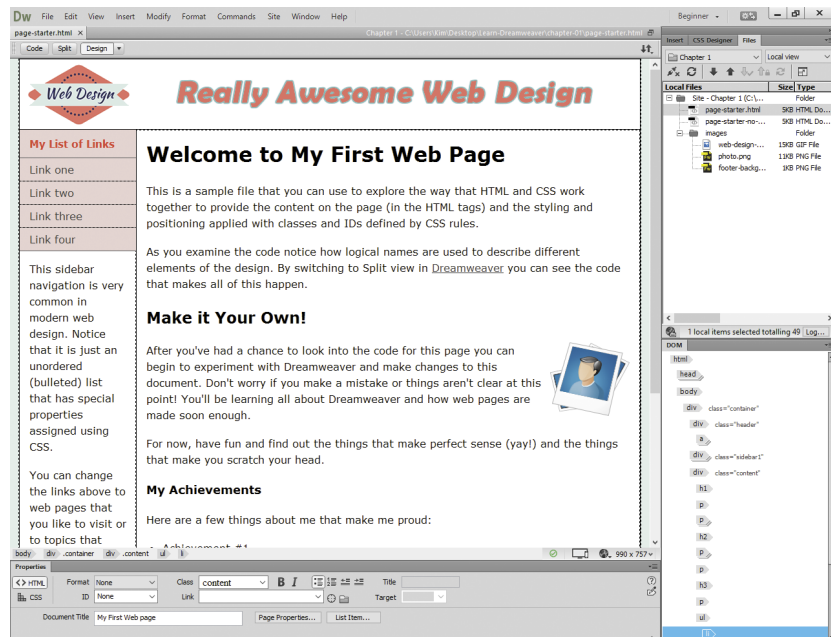 Dw File Edit View Insert Modify Format Commands Site Window Help Beginner
page-starter.html × Chapter 1 - C:\Users\Kim\Desktop\Learn-Dreamweaver\chapter-01\page-starter.html
Code Split Design
Insert CSS Designer Files
Chapter 1 Local view
Local Files Size Type
Site - Chapter 1 (C:\... Folder
page-starter.html 5KB HTML Do...
page-starter-no-... 5KB HTML Do...
images Folder
web-design-... 15KB GIF File
photo.png 11KB PNG File
footer-backg... 1KB PNG File
1 local items selected totalling 49 Log...
Web Design
Really Awesome Web Design
My List of Links
Link one
Link two
Link three
Link four
This sidebar
navigation is very
common in
modern web
design. Notice
that it is just an
unordered
(bulleted) list
that has special
properties
assigned using
CSS.
You can change
the links above to
web pages that
you like to visit or
to topics that
Welcome to My First Web Page
This is a sample file that you can use to explore the way that HTML and CSS work
together to provide the content on the page (in the HTML tags) and the styling and
positioning applied with classes and IDs defined by CSS rules.
As you examine the code notice how logical names are used to describe different
elements of the design. By switching to Split view in Dreamweaver you can see the code
that makes all of this happen.
Make it Your Own!
After you've had a chance to look into the code for this page you can
begin to experiment with Dreamweaver and make changes to this
document. Don't worry if you make a mistake or things aren't clear at this
point! You'll be learning all about Dreamweaver and how web pages are
made soon enough.
For now, have fun and find out the things that make perfect sense (yay!) and the things
that make you scratch your head.
My Achievements
Here are a few things about me that make me proud:
Achievement #1
DOM
html
head
body
div class="container"
div class="header"
a
div class="sidebar1"
div class="content"
h1
p
p
h2
p
p
h3
p
ul
li
body div .container div .content ul li 990 x 757
Properties
<> HTML Format None Class content B I Title
CSS ID None Link Target
Document Title My First Web page Page Properties... List Item...